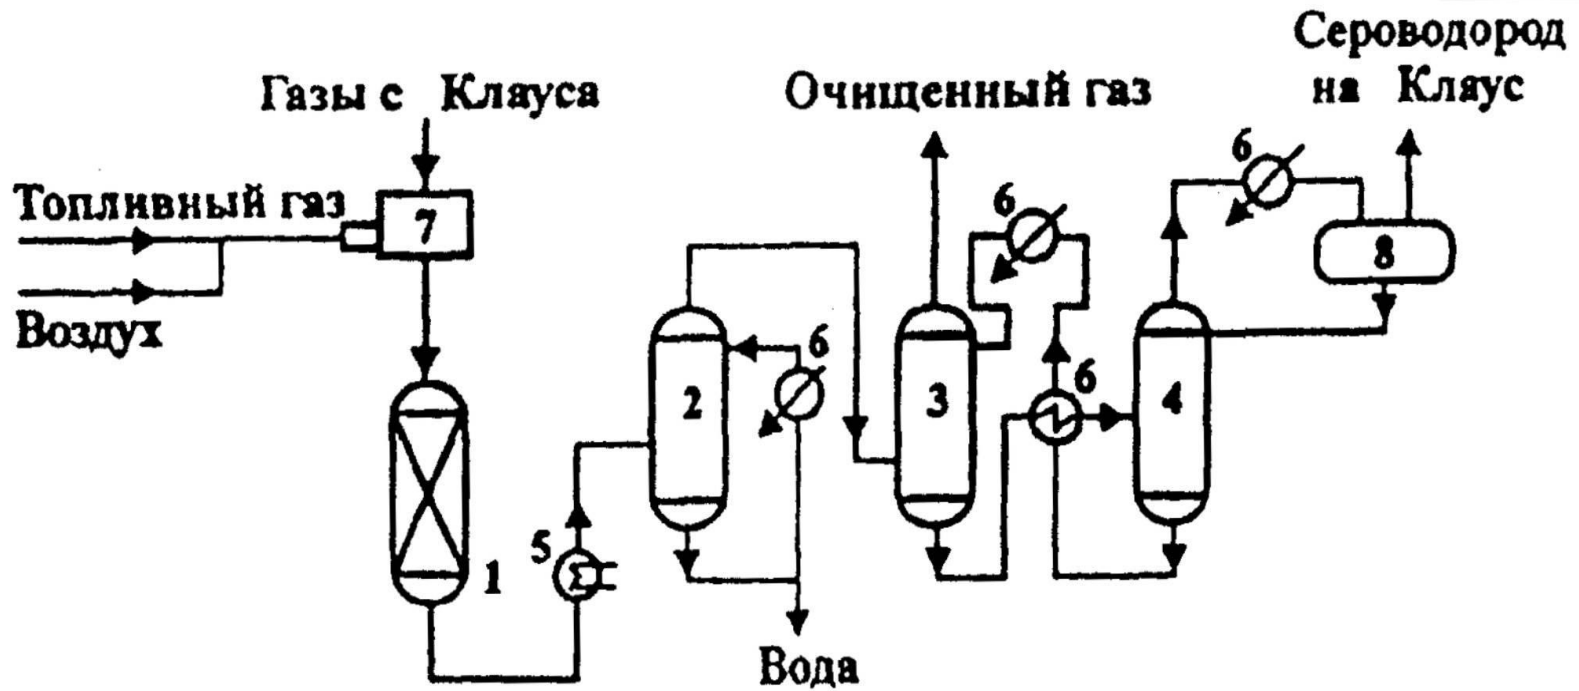 Сероводород
на Кляус
Газы с Кляуса
Очищенный газ
6
6
Топливный газ
7
8
Воздух
6
6
2
3
4
5
1
Вода